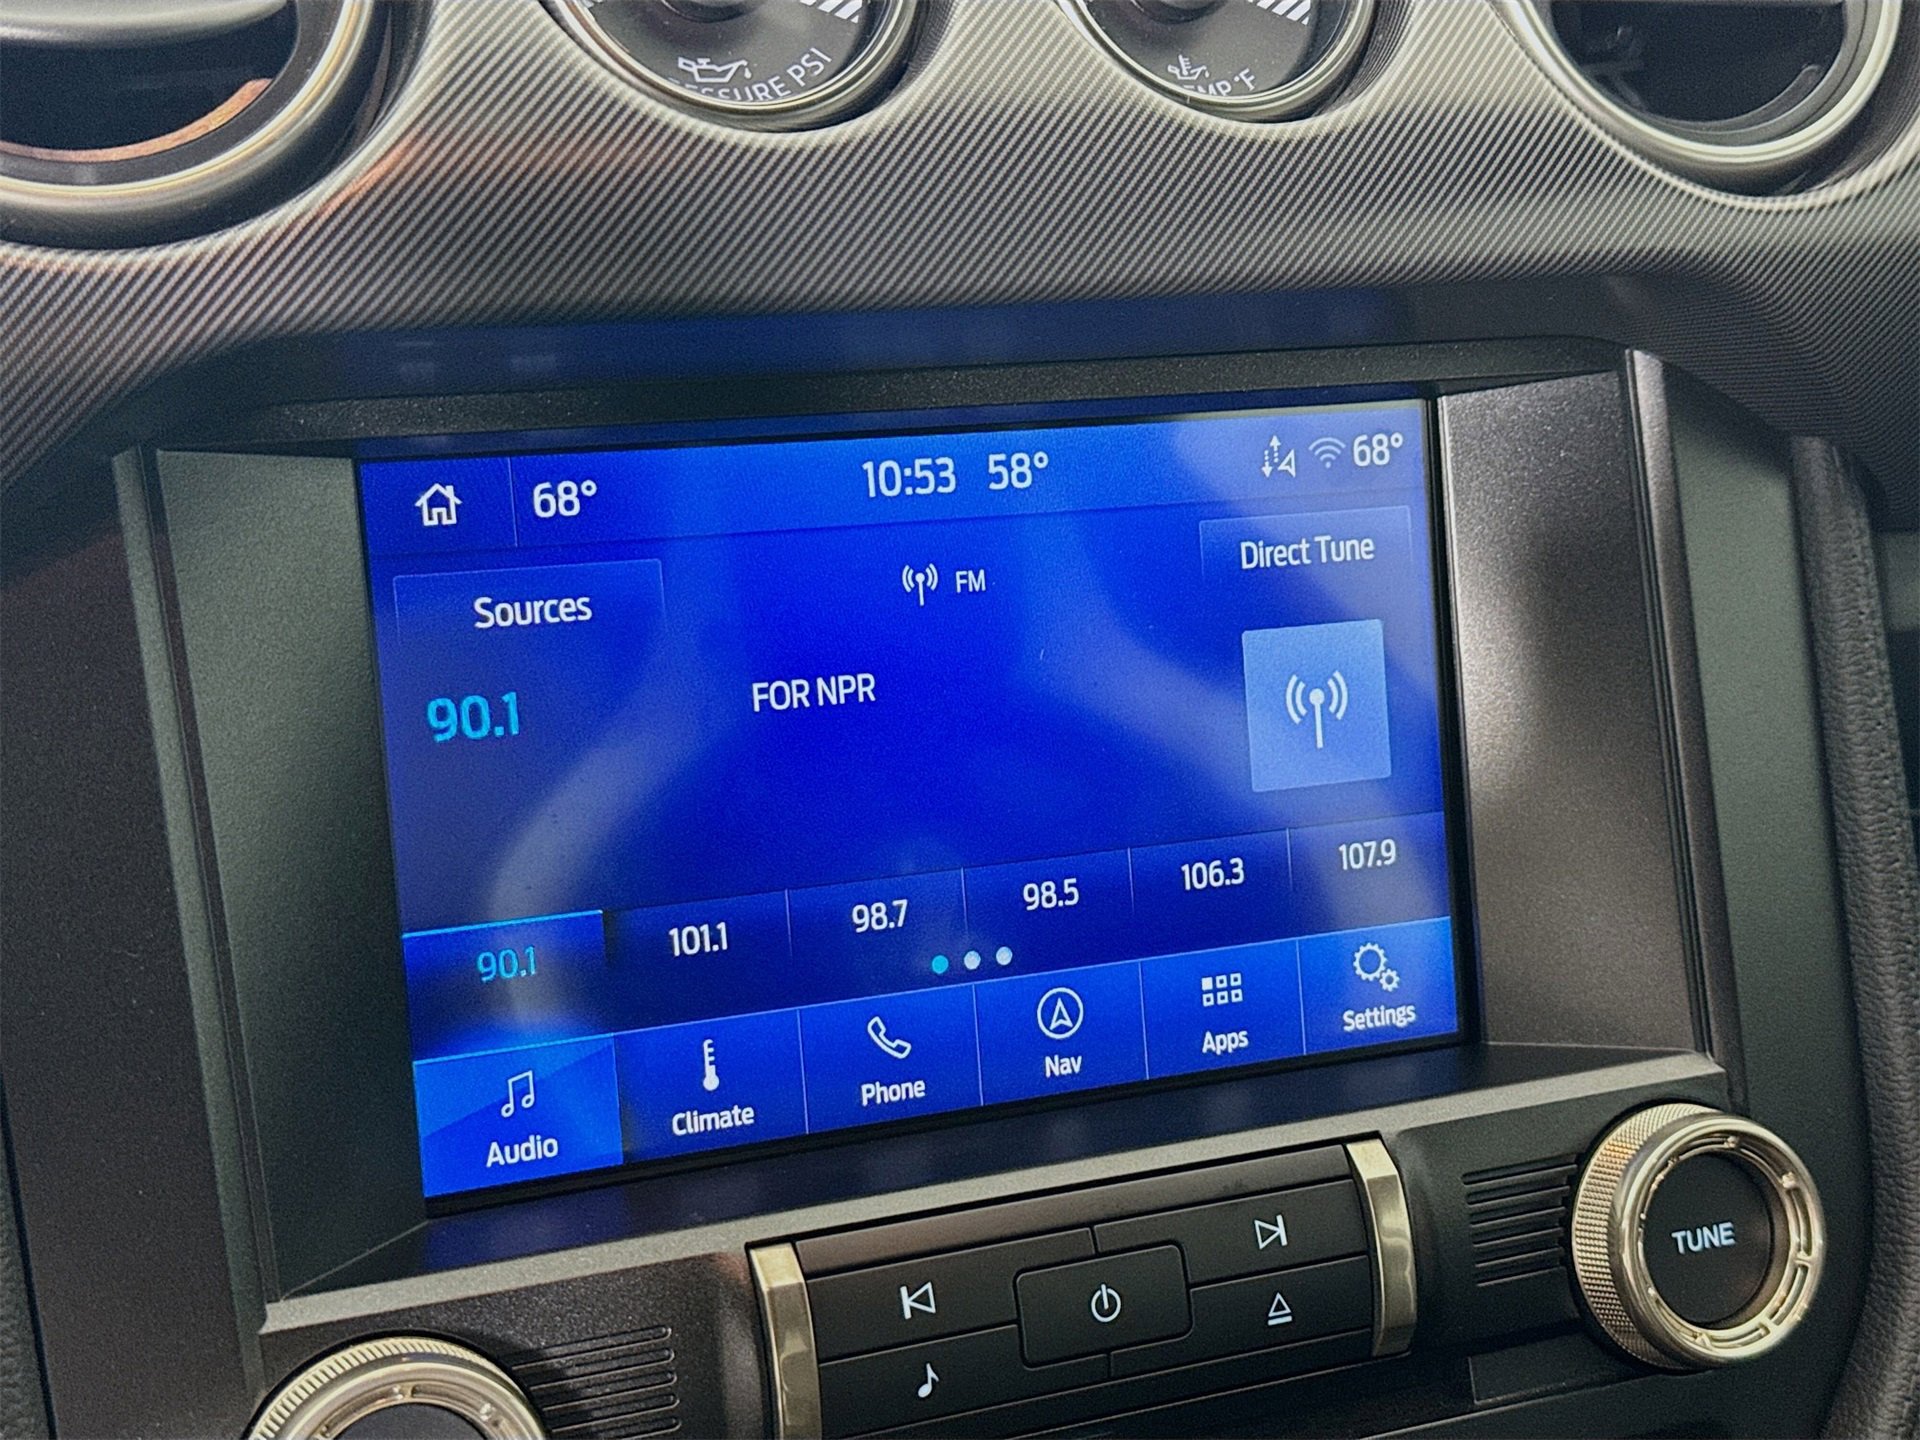 PRESSURE PSI
TEMP °F
68°
10:53 58°
68°
Sources
FM
Direct Tune
90.1
FOR NPR
90.1
101.1
98.7
98.5
106.3
107.9
Audio
Climate
Phone
Nav
Apps
Settings
TUNE